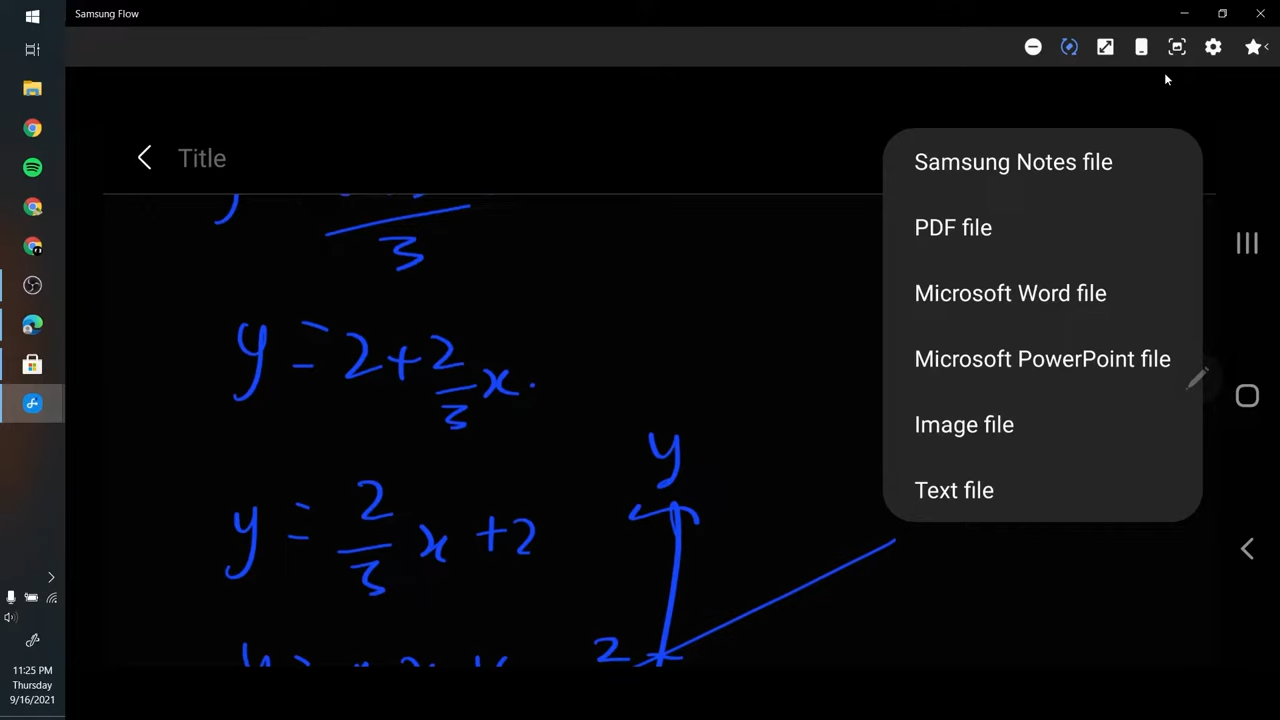 Samsung Flow
Title
Samsung Notes file
PDF file
Microsoft Word file
Microsoft PowerPoint file
Image file
Text file
3
y = 2 + 2/3 x.
y
y = 2/3 x + 2
2
11:25 PM
Thursday
9/16/2021